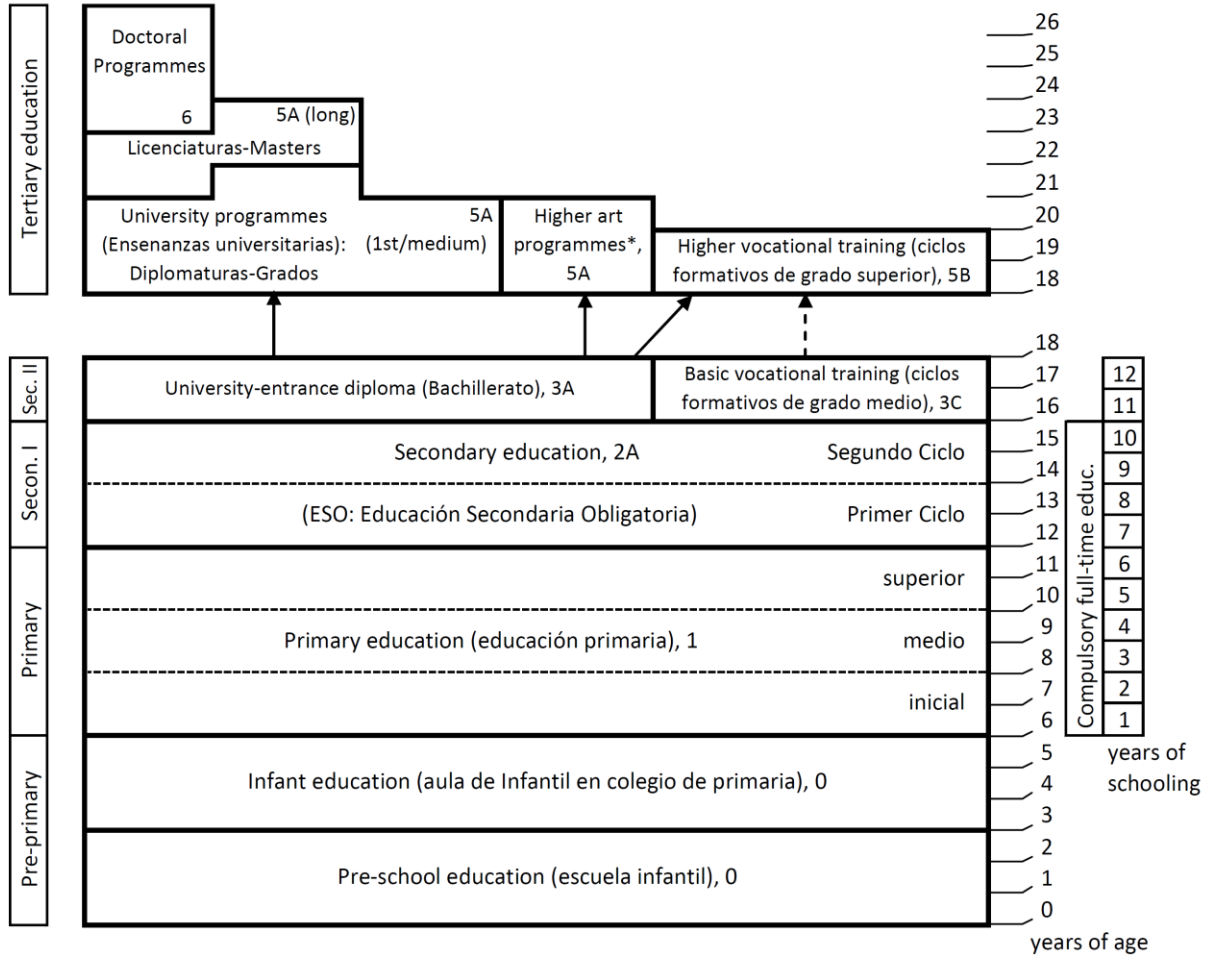 Tertiary education
Doctoral
Programmes
6
5A (long)
Licenciaturas-Masters
University programmes
(Ensenanzas universitarias):
Diplomaturas-Grados
5A
(1st/medium)
Higher art
programmes*,
5A
Higher vocational training (ciclos
formativos de grado superior), 5B
26
25
24
23
22
21
20
19
18
Sec. II
University-entrance diploma (Bachillerato), 3A
Basic vocational training (ciclos
formativos de grado medio), 3C
18
17
16
12
11
Secon. I
Secondary education, 2A
Segundo Ciclo
(ESO: Educación Secundaria Obligatoria)
Primer Ciclo
15
14
13
12
Primary
superior
Primary education (educación primaria), 1
medio
inicial
11
10
9
8
7
6
Compulsory full-time educ.
10
9
8
7
6
5
4
3
2
1
years of
schooling
Pre-primary
Infant education (aula de Infantil en colegio de primaria), 0
Pre-school education (escuela infantil), 0
5
4
3
2
1
0
years of age